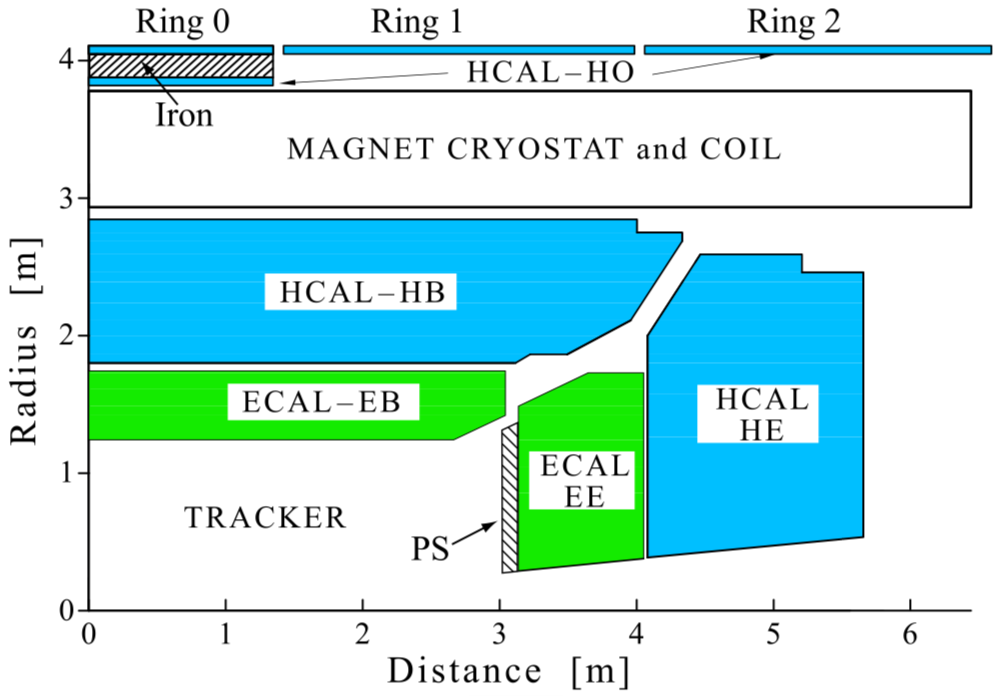 Ring 0 Ring 1 Ring 2
4
HCAL–HO
Iron
MAGNET CRYOSTAT and COIL
3
HCAL–HB
2
ECAL–EB
HCAL
HE
ECAL
EE
1
TRACKER
PS
0
0 1 2 3 4 5 6
Distance [m]
Radius [m]